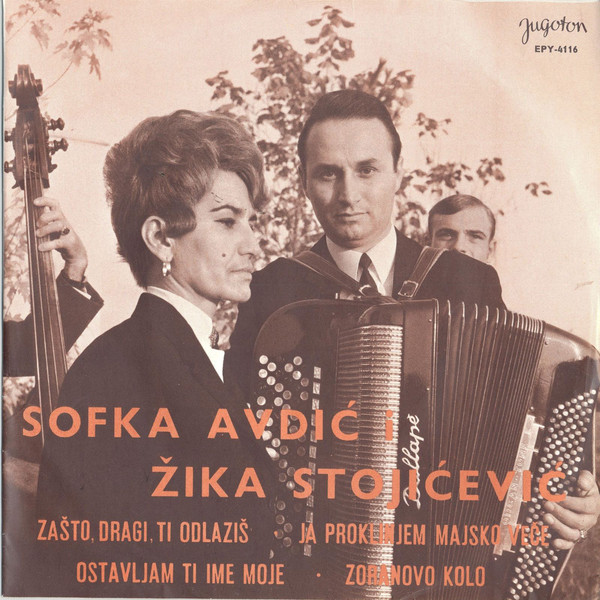 Jugoton
EPY-4116
Dallapé
SOFKA AVDIĆ i
ŽIKA STOJIĆEVIĆ
ZAŠTO, DRAGI, TI ODLAZIŠ · JA PROKLINJEM MAJSKO VEČE
OSTAVLJAM TI IME MOJE · ZORANOVO KOLO